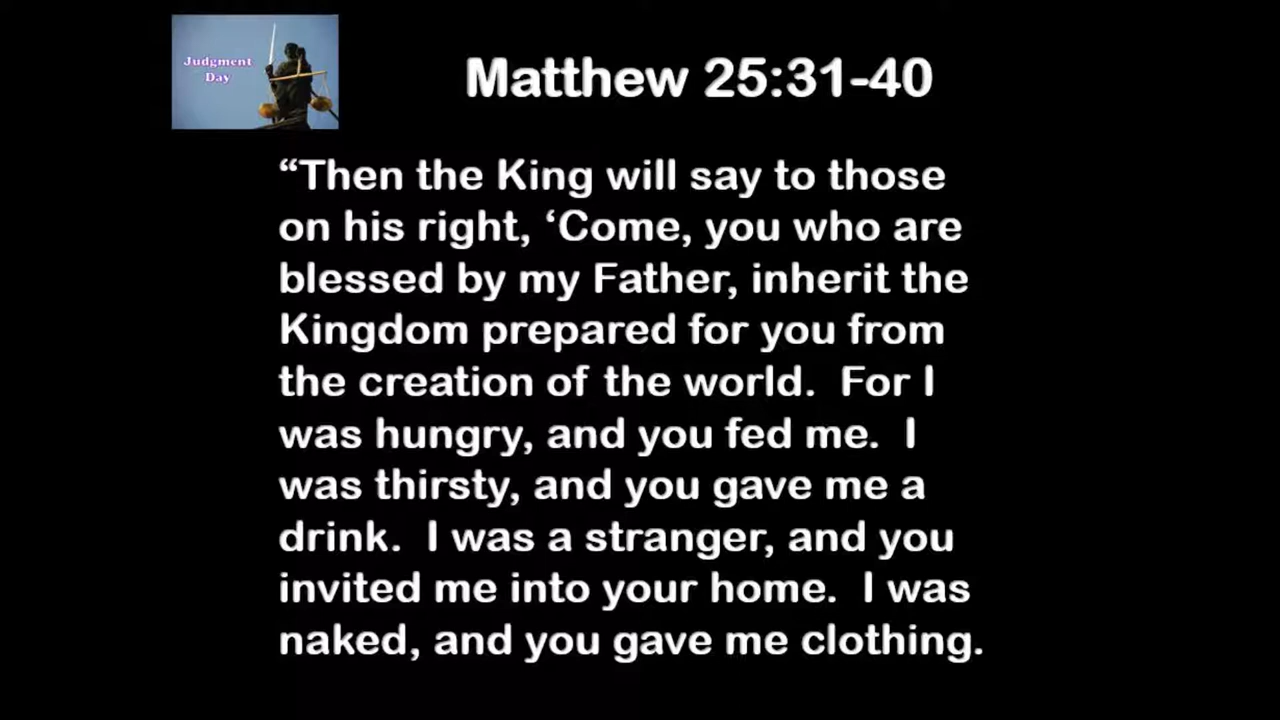 Judgment
Day
Matthew 25:31-40
“Then the King will say to those
on his right, ‘Come, you who are
blessed by my Father, inherit the
Kingdom prepared for you from
the creation of the world.  For I
was hungry, and you fed me.  I
was thirsty, and you gave me a
drink.  I was a stranger, and you
invited me into your home.  I was
naked, and you gave me clothing.